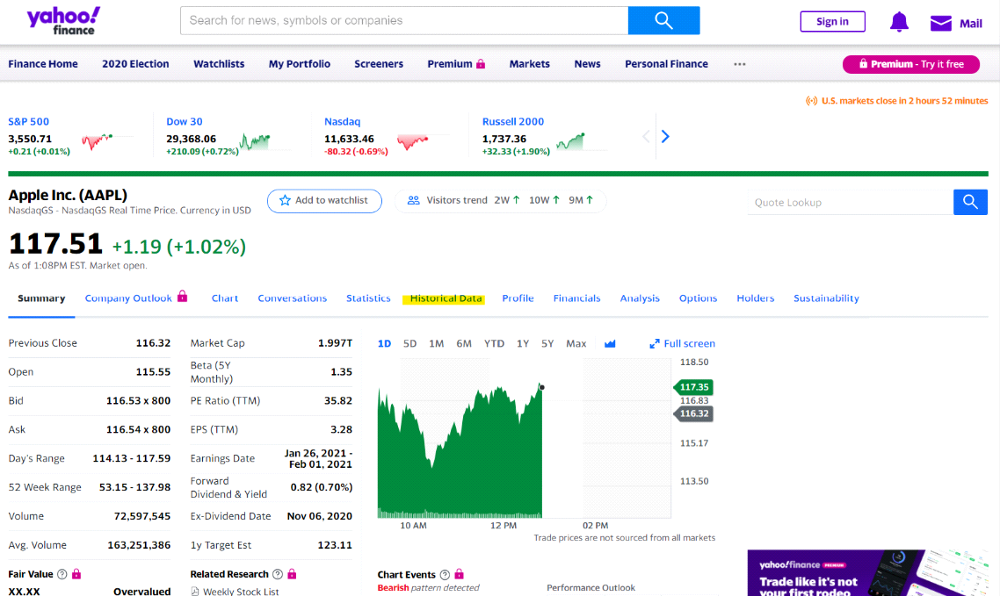 yahoo!
finance
Search for news, symbols or companies
Sign in
Mail
Finance Home 2020 Election Watchlists My Portfolio Screeners Premium Markets News Personal Finance ••• Premium - Try it free
U.S. markets close in 2 hours 52 minutes
S&P 500 Dow 30 Nasdaq Russell 2000
3,550.71 29,368.06 11,633.46 1,737.36
+0.21 (+0.01%) +210.09 (+0.72%) -80.32 (-0.69%) +32.33 (+1.90%)
Apple Inc. (AAPL)
NasdaqGS - NasdaqGS Real Time Price. Currency in USD
Add to watchlist
Visitors trend 2W↑ 10W↑ 9M↑
Quote Lookup
117.51 +1.19 (+1.02%)
As of 1:08PM EST. Market open.
Summary Company Outlook Chart Conversations Statistics Historical Data Profile Financials Analysis Options Holders Sustainability
Previous Close 116.32
Open 115.55
Bid 116.53 x 800
Ask 116.54 x 800
Day's Range 114.13 - 117.59
52 Week Range 53.15 - 137.98
Volume 72,597,545
Avg. Volume 163,251,386
Fair Value
XX.XX Overvalued
Market Cap 1.997T
Beta (5Y
Monthly) 1.35
PE Ratio (TTM) 35.82
EPS (TTM) 3.28
Earnings Date Jan 26, 2021 -
Feb 01, 2021
Forward
Dividend & Yield 0.82 (0.70%)
Ex-Dividend Date Nov 06, 2020
1y Target Est 123.11
Related Research
Weekly Stock List
1D 5D 1M 6M YTD 1Y 5Y Max Full screen
118.50
117.35
116.83
116.32
115.17
113.50
10 AM 12 PM 02 PM
Trade prices are not sourced from all markets
Chart Events
Bearish pattern detected
Performance Outlook
yahoo!finance PREMIUM
Trade like it's not
your first rodeo